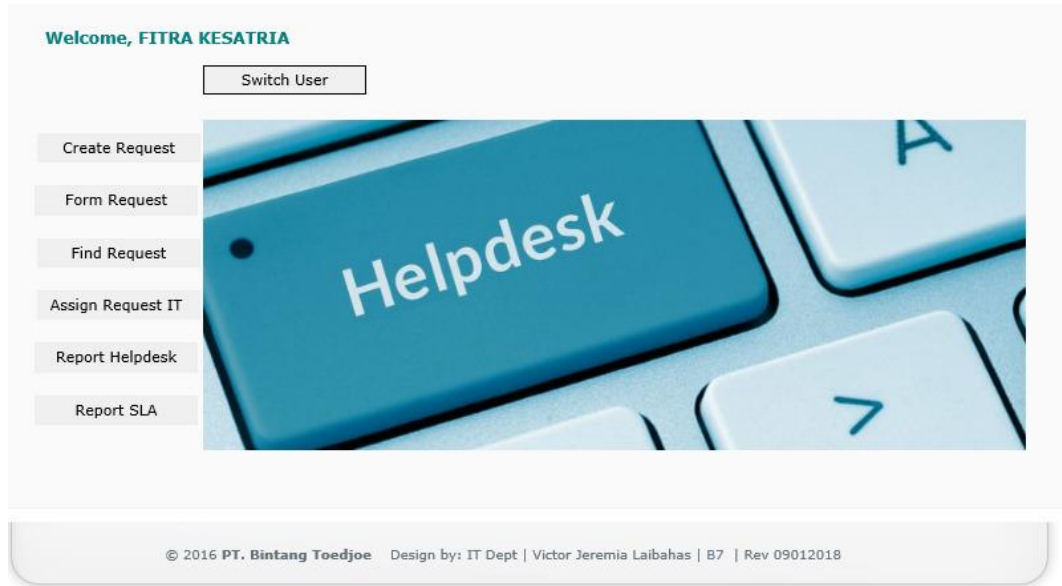 Welcome, FITRA KESATRIA
Switch User
Create Request
Form Request
Find Request
Assign Request IT
Report Helpdesk
Report SLA
Helpdesk
A
>
© 2016 PT. Bintang Toedjoe Design by: IT Dept | Victor Jeremia Laibahas | B7 | Rev 09012018